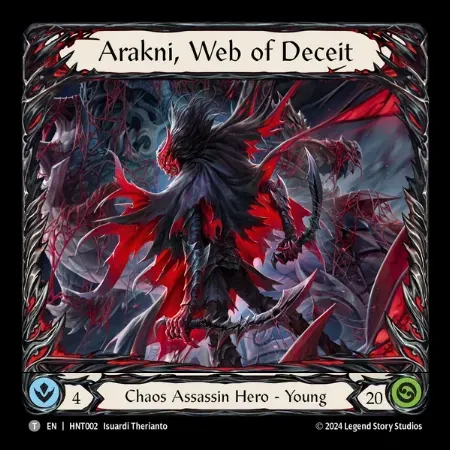 Arakni, Web of Deceit
4 Chaos Assassin Hero - Young 20
T EN | HNT002 Isuardi Therianto © 2024 Legend Story Studios